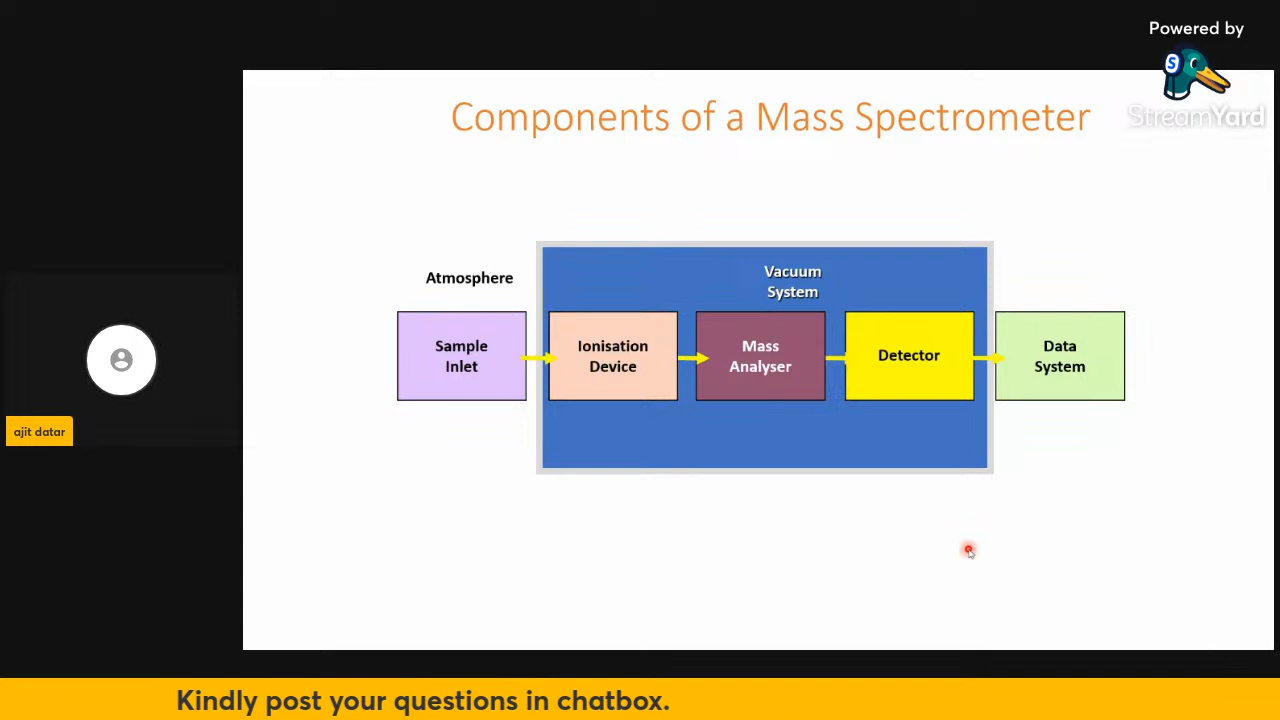 Powered by
S
StreamYard
Components of a Mass Spectrometer
Atmosphere
Vacuum
System
Sample
Inlet
Ionisation
Device
Mass
Analyser
Detector
Data
System
ajit datar
Kindly post your questions in chatbox.